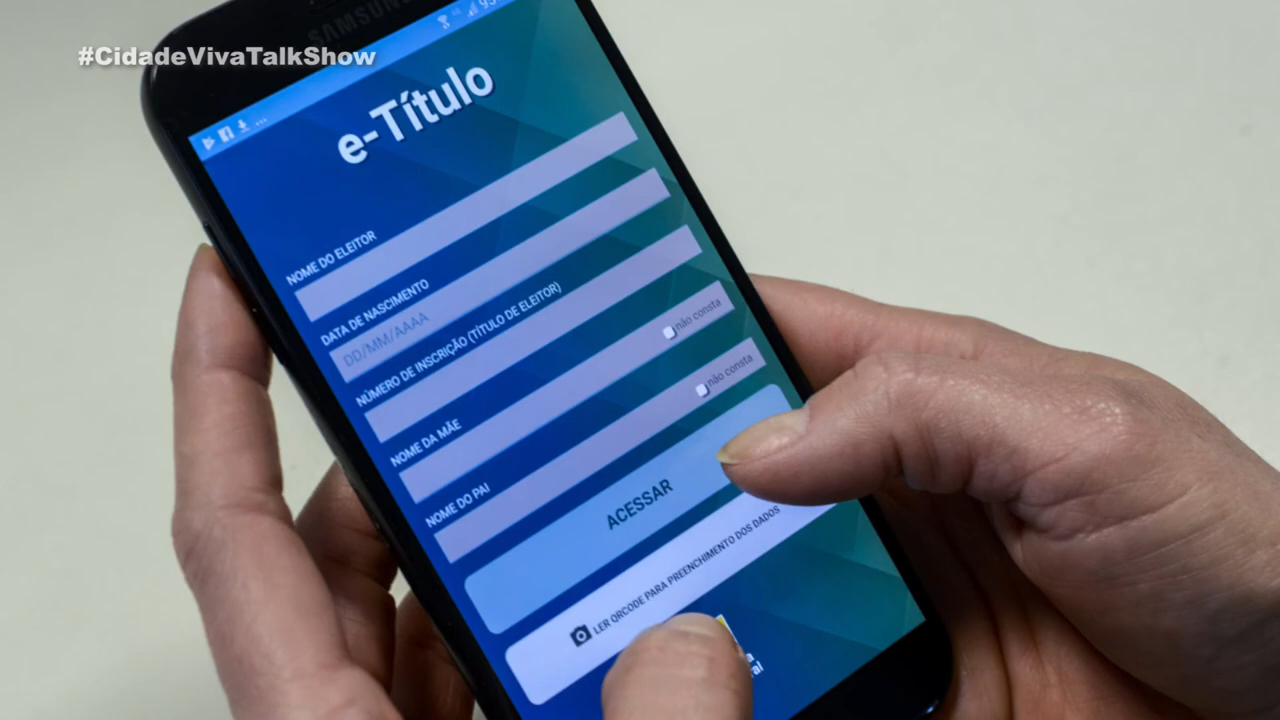 #CidadeVivaTalkShow
SAMSUNG
e-Título
NOME DO ELEITOR
DATA DE NASCIMENTO
DD/MM/AAAA
NÚMERO DE INSCRIÇÃO (TÍTULO DE ELEITOR)
NOME DA MÃE
não consta
NOME DO PAI
não consta
ACESSAR
LER QRCODE PARA PREENCHIMENTO DOS DADOS